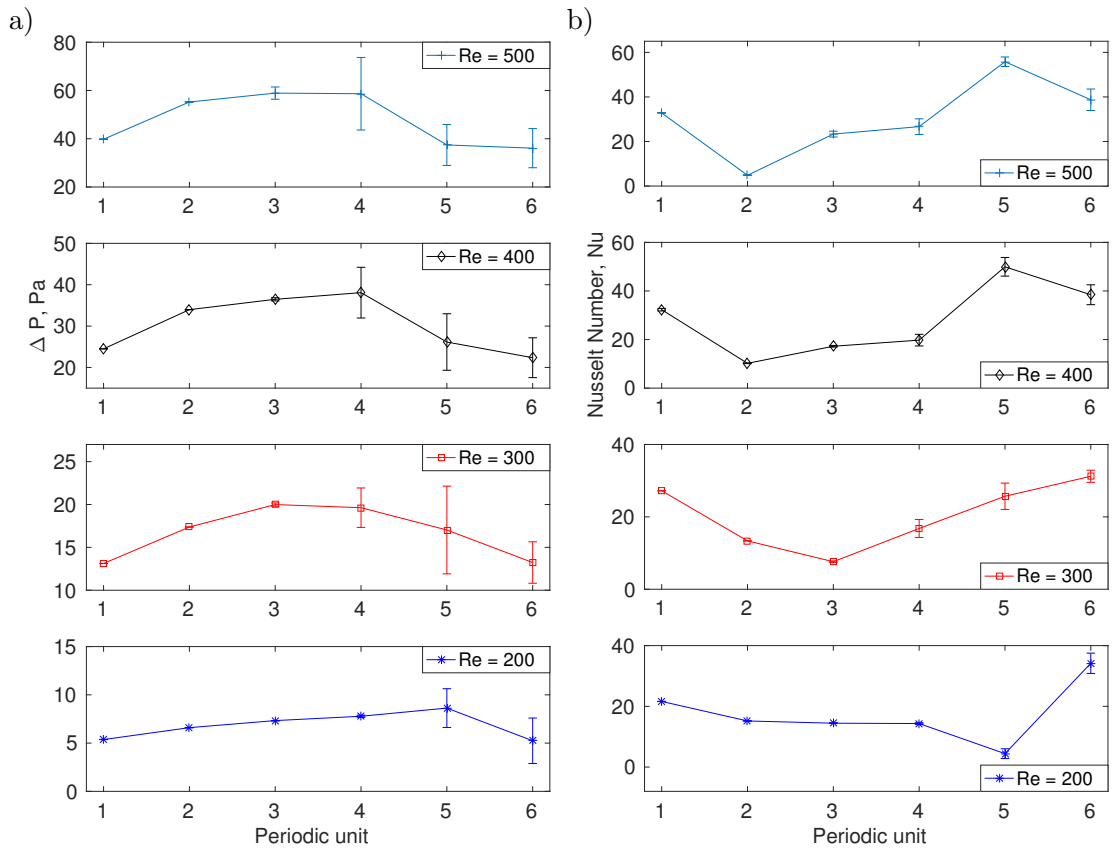 a)
80
60
40
20
Re = 500
1 2 3 4 5 6
50
40
30
20
Re = 400
1 2 3 4 5 6
Δ P, Pa
25
20
15
10
Re = 300
1 2 3 4 5 6
15
10
5
0
Re = 200
1 2 3 4 5 6
Periodic unit
b)
60
40
20
0
Re = 500
1 2 3 4 5 6
60
40
20
0
Re = 400
1 2 3 4 5 6
Nusselt Number, Nu
40
20
0
Re = 300
1 2 3 4 5 6
40
20
0
Re = 200
1 2 3 4 5 6
Periodic unit